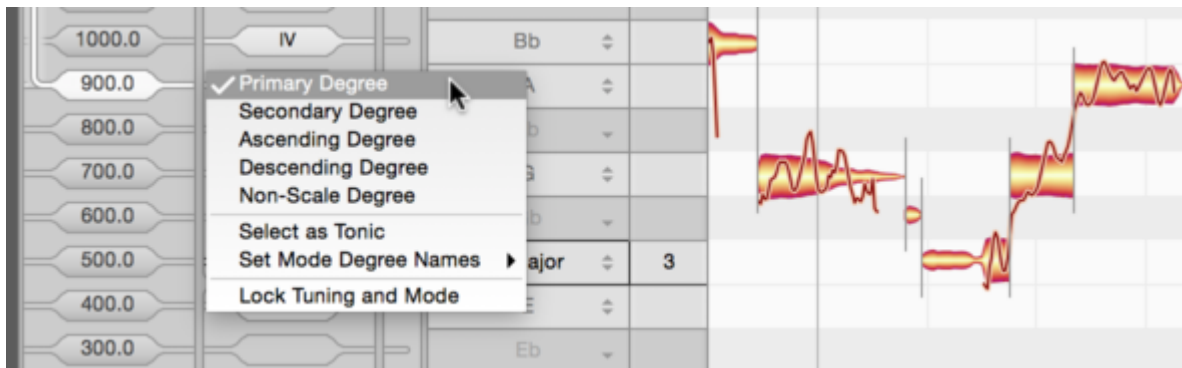 1000.0 IV Bb
900.0 A
✓ Primary Degree
Secondary Degree
Ascending Degree
Descending Degree
Non-Scale Degree
Select as Tonic
Set Mode Degree Names
Lock Tuning and Mode
800.0 b
700.0 G
600.0 b
500.0 ajor 3
400.0 E
300.0 Eb